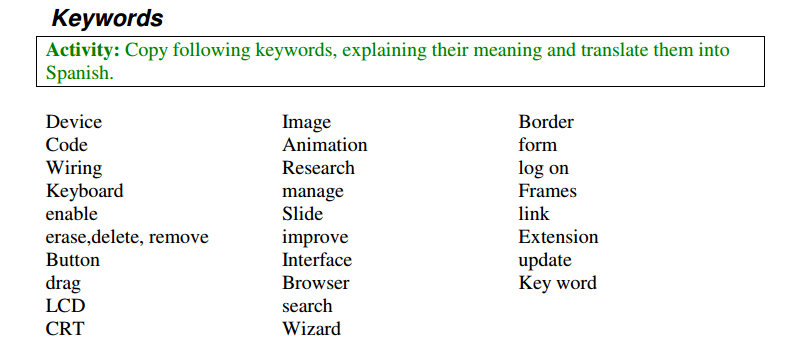 Keywords
Activity: Copy following keywords, explaining their meaning and translate them into
Spanish.
Device
Code
Wiring
Keyboard
enable
erase,delete, remove
Button
drag
LCD
CRT
Image
Animation
Research
manage
Slide
improve
Interface
Browser
search
Wizard
Border
form
log on
Frames
link
Extension
update
Key word